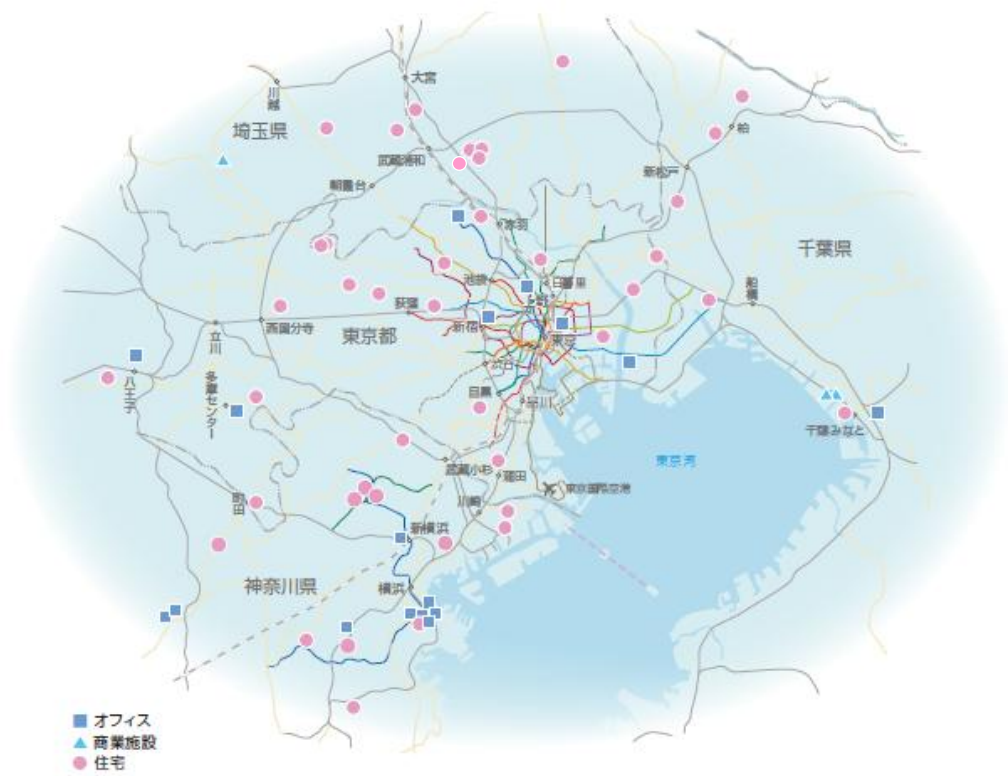 大宮
川越
埼玉県
柏
武蔵浦和
新松戸
朝霞台
赤羽
千葉県
池袋
日暮里
船橋
上野
荻窪
新宿
西国分寺
東京都
東京
立川
渋谷
八王子
多摩センター
目黒
品川
千葉みなと
東京湾
武蔵小杉
蒲田
東京国際空港
川崎
町田
新横浜
神奈川県
横浜
オフィス
商業施設
住宅